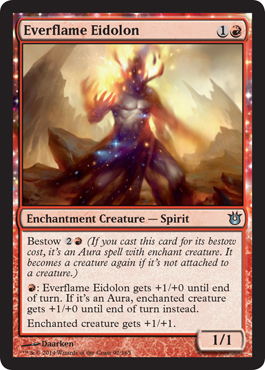 Everflame Eidolon 1
Enchantment Creature — Spirit
Bestow 2 (If you cast this card for its bestow
cost, it's an Aura spell with enchant creature. It
becomes a creature again if it's not attached to
a creature.)
: Everflame Eidolon gets +1/+0 until end
of turn. If it's an Aura, enchanted creature
gets +1/+0 until end of turn instead.
Enchanted creature gets +1/+1.
Daarken
1/1